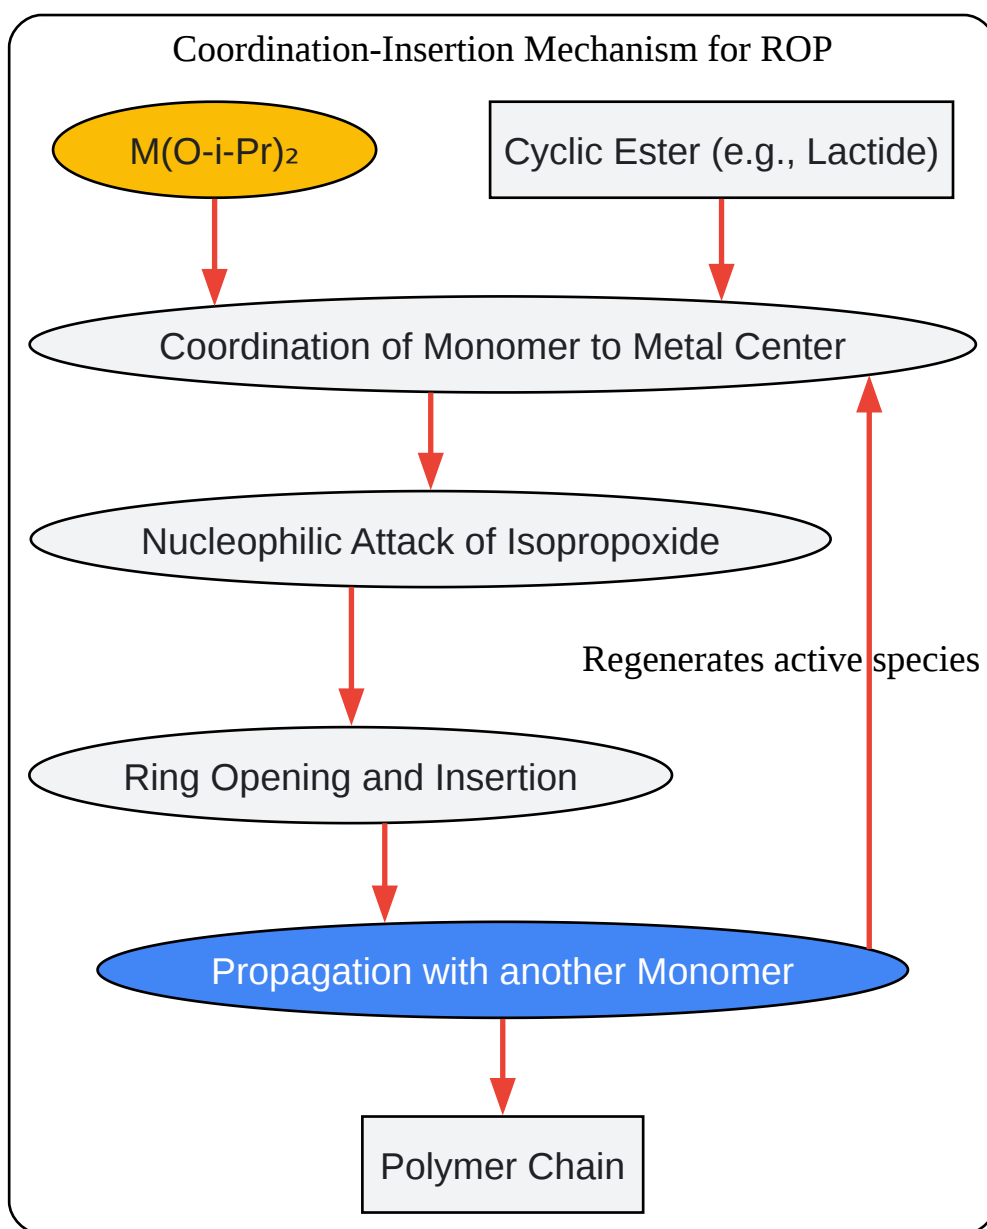 Coordination-Insertion Mechanism for ROP
M(O-i-Pr)₂
Cyclic Ester (e.g., Lactide)
Coordination of Monomer to Metal Center
Nucleophilic Attack of Isopropoxide
Regenerates active species
Ring Opening and Insertion
Propagation with another Monomer
Polymer Chain